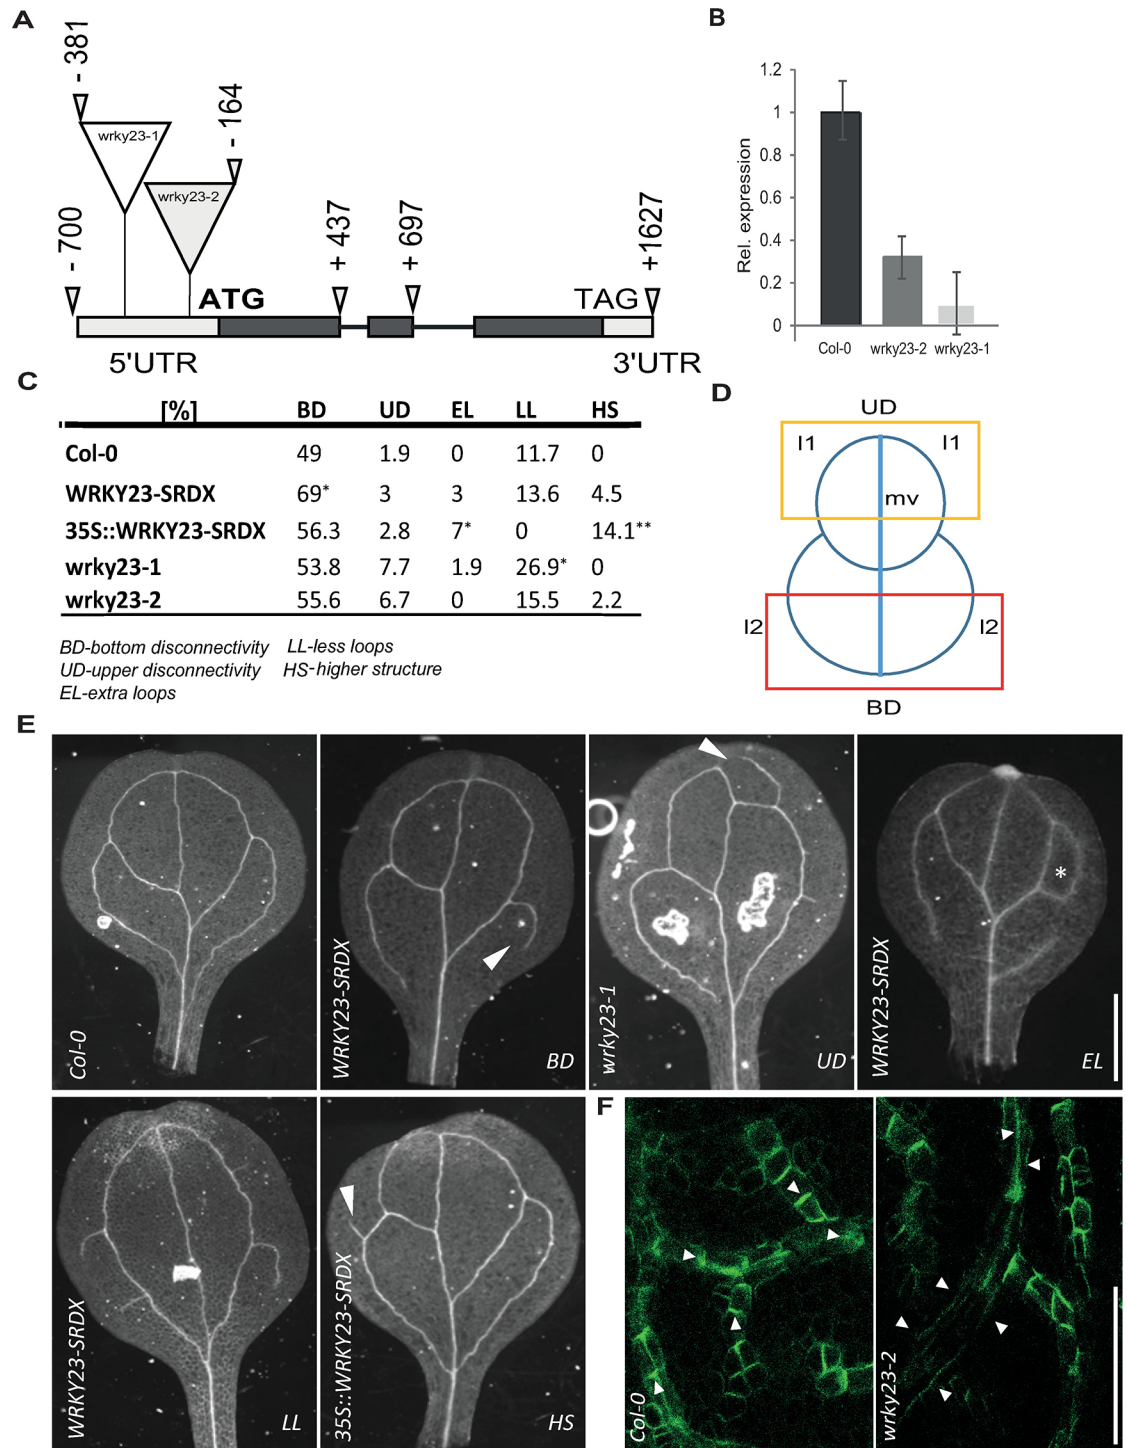 A
- 381
wrky23-1
- 164
wrky23-2
- 700
ATG
+ 437
+ 697
TAG
+1627
5'UTR
3'UTR
B
Rel. expression
1.2
1
0.8
0.6
0.4
0.2
0
Col-0 wrky23-2 wrky23-1
C
[%] BD UD EL LL HS
Col-0 49 1.9 0 11.7 0
WRKY23-SRDX 69* 3 3 13.6 4.5
35S::WRKY23-SRDX 56.3 2.8 7* 0 14.1**
wrky23-1 53.8 7.7 1.9 26.9* 0
wrky23-2 55.6 6.7 0 15.5 2.2
BD-bottom disconnectivity LL-less loops
UD-upper disconnectivity HS-higher structure
EL-extra loops
D
UD
l1 l1
mv
l2 l2
BD
E
Col-0
WRKY23-SRDX
BD
wrky23-1
UD
WRKY23-SRDX
*
EL
WRKY23-SRDX
LL
35S::WRKY23-SRDX
HS
F
Col-0
wrky23-2